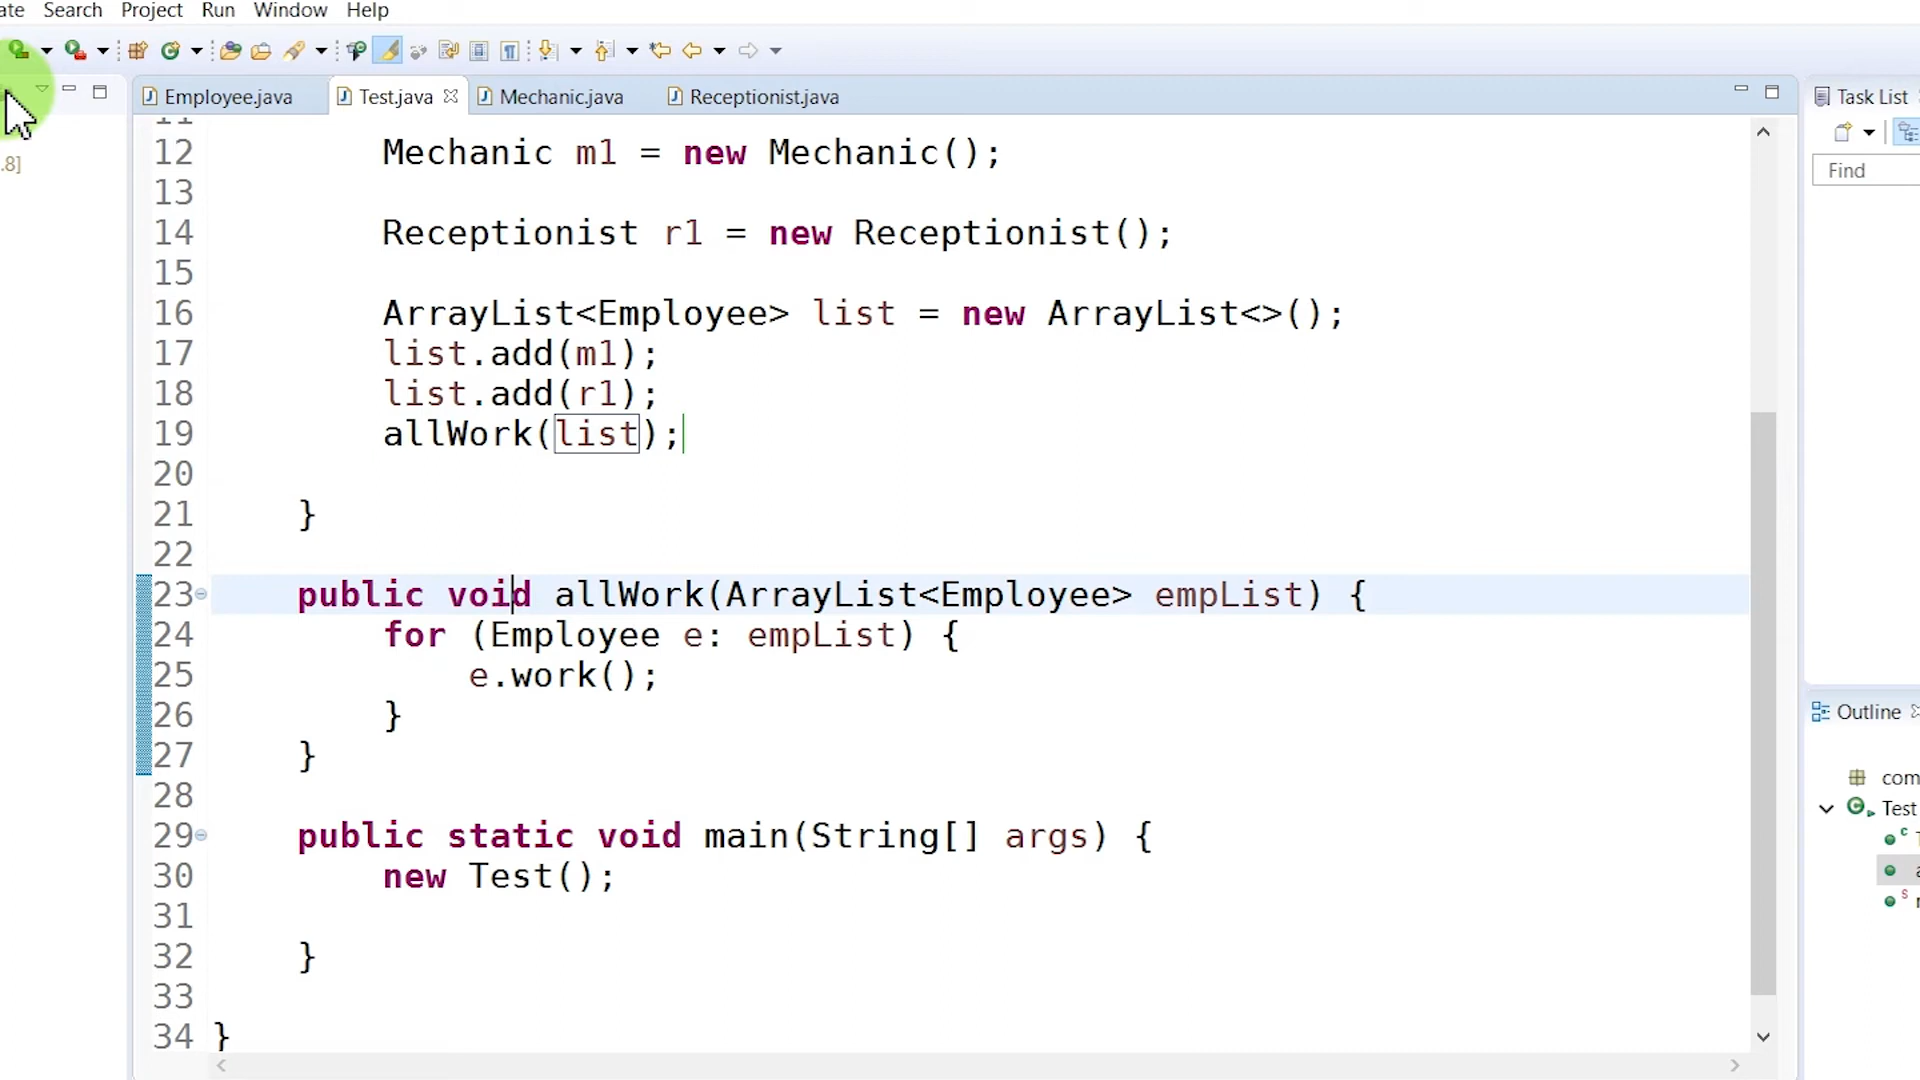 ate Search Project Run Window Help
Employee.java Test.java Mechanic.java Receptionist.java
Task List
.8]
Find
11
12 Mechanic m1 = new Mechanic();
13
14 Receptionist r1 = new Receptionist();
15
16 ArrayList<Employee> list = new ArrayList<>();
17 list.add(m1);
18 list.add(r1);
19 allWork(list);
20
21 }
22
23 public void allWork(ArrayList<Employee> empList) {
24 for (Employee e: empList) {
25 e.work();
26 }
27 }
28
29 public static void main(String[] args) {
30 new Test();
31
32 }
33
34 }
Outline
com
Test